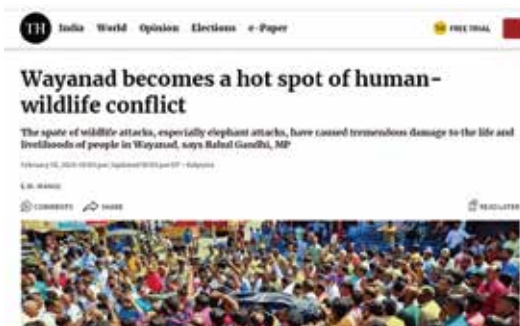 TH India World Opinion Elections e-Paper FREE TRIAL
Wayanad becomes a hot spot of human-
wildlife conflict
The spate of wildlife attacks, especially elephant attacks, have caused tremendous damage to the life and
livelihoods of people in Wayanad, says Rahul Gandhi, MP
COMMENTS SHARE READ LATER